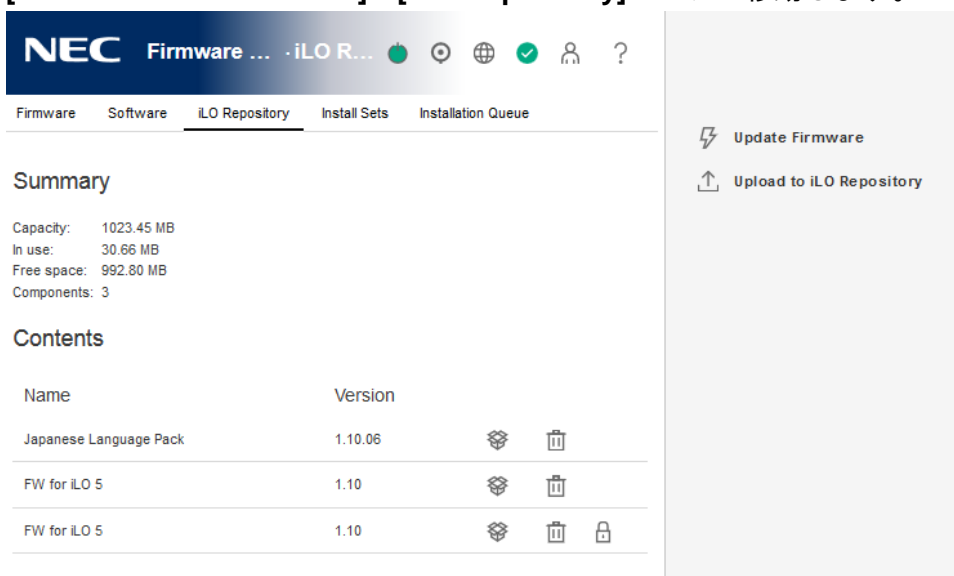 NEC Firmware ... · iLO R...
Firmware Software iLO Repository Install Sets Installation Queue
Update Firmware
Upload to iLO Repository
Summary
Capacity: 1023.45 MB
In use: 30.66 MB
Free space: 992.80 MB
Components: 3
Contents
Name Version
Japanese Language Pack 1.10.06
FW for iLO 5 1.10
FW for iLO 5 1.10